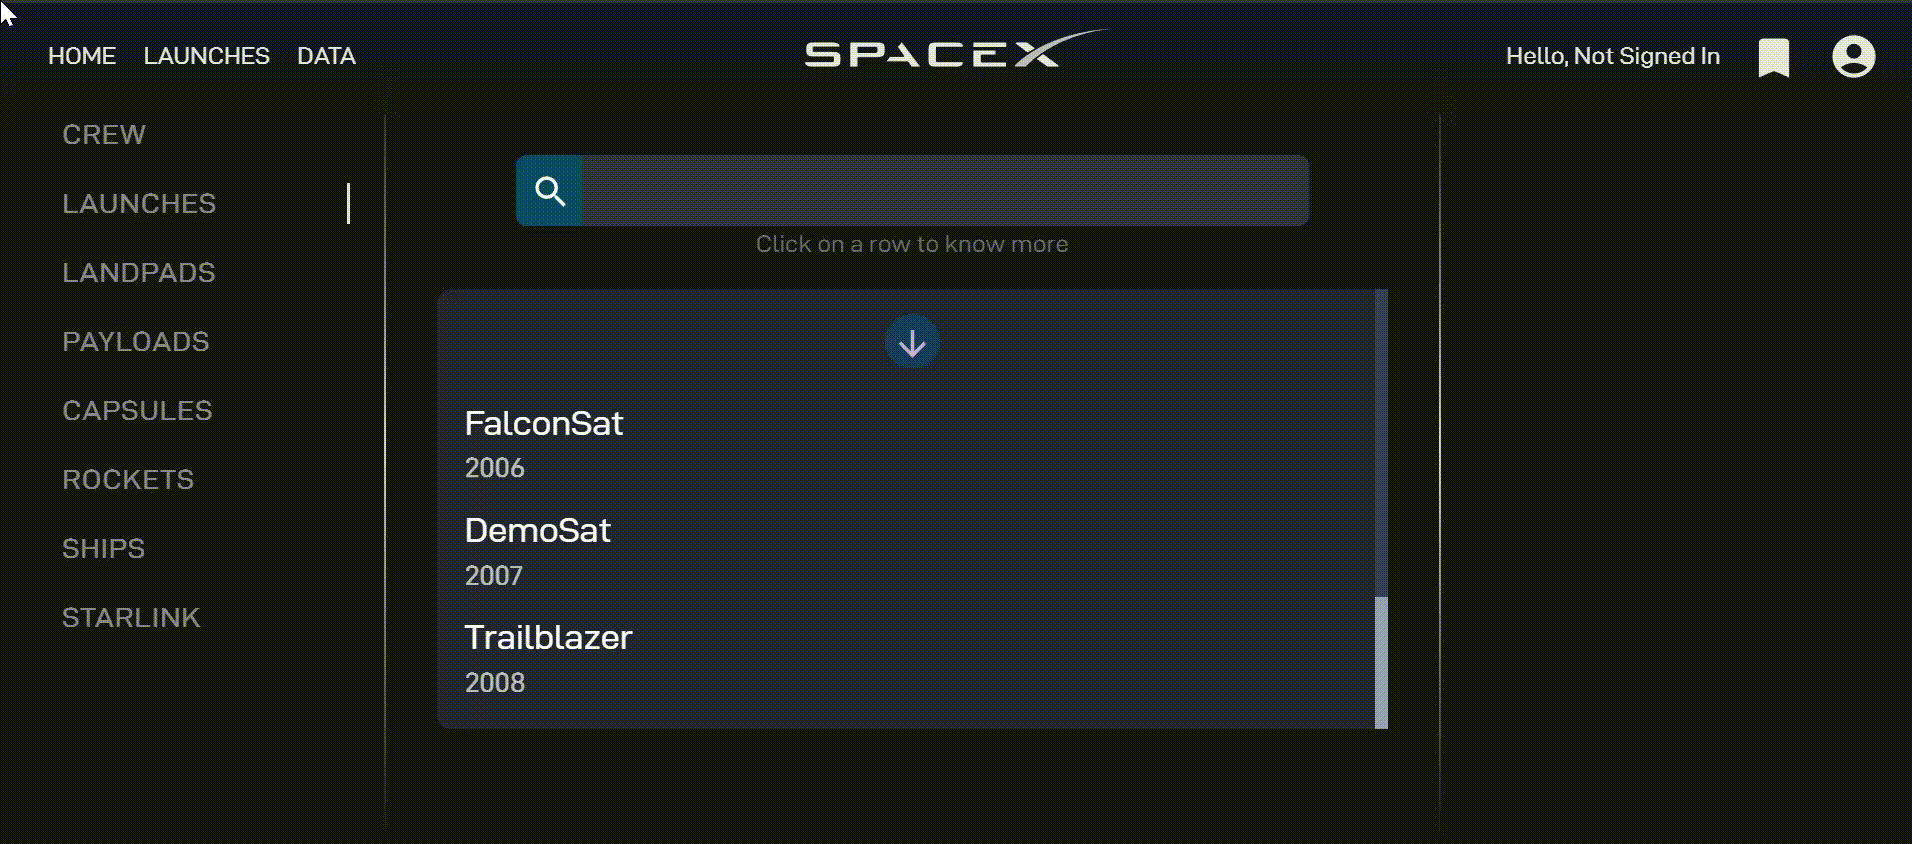 HOME LAUNCHES DATA
SPACEX
Hello, Not Signed In
CREW
LAUNCHES
LANDPADS
PAYLOADS
CAPSULES
ROCKETS
SHIPS
STARLINK
Click on a row to know more
FalconSat
2006
DemoSat
2007
Trailblazer
2008